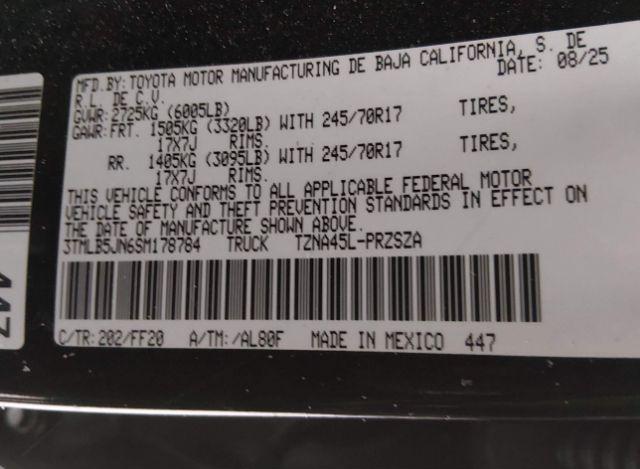 MFD.BY: TOYOTA MOTOR MANUFACTURING DE BAJA CALIFORNIA, S. DE
R.L. DE C.V. DATE: 08/25
GVWR: 2725KG (6005LB)
GAWR: FRT. 1505KG (3320LB) WITH 245/70R17 TIRES,
17X7J RIMS.
RR. 1405KG (3095LB) WITH 245/70R17 TIRES,
17X7J RIMS.
THIS VEHICLE CONFORMS TO ALL APPLICABLE FEDERAL MOTOR
VEHICLE SAFETY AND THEFT PREVENTION STANDARDS IN EFFECT ON
THE DATE OF MANUFACTURE SHOWN ABOVE.
3TMLB5JN6SM178784 TRUCK TZNA45L-PRZSZA
C/TR: 202/FF20 A/TM: /AL80F MADE IN MEXICO 447
447